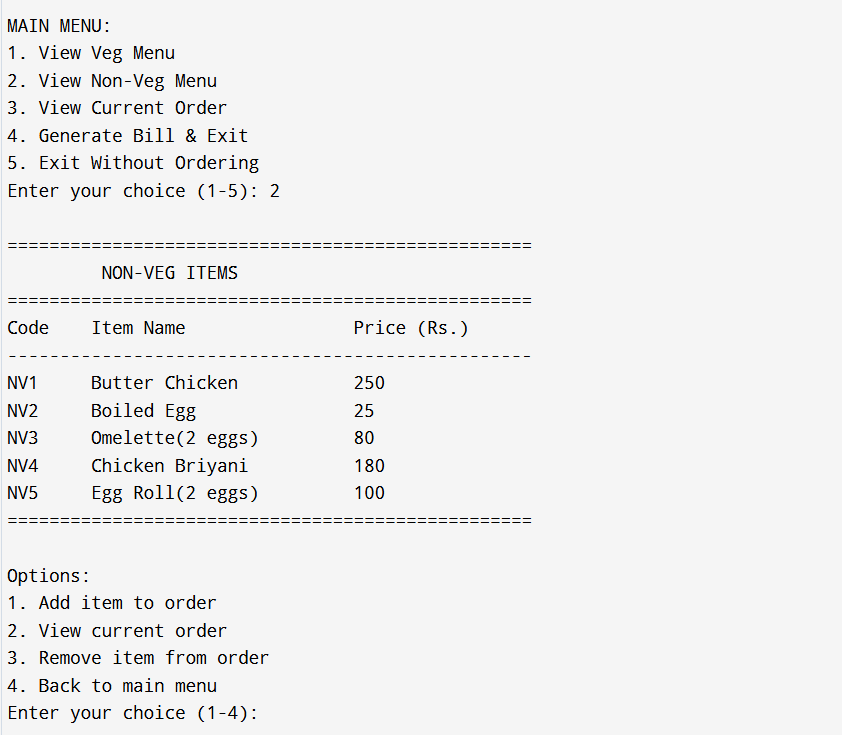 MAIN MENU:
1. View Veg Menu
2. View Non-Veg Menu
3. View Current Order
4. Generate Bill & Exit
5. Exit Without Ordering
Enter your choice (1-5): 2
==================================================
         NON-VEG ITEMS
==================================================
Code    Item Name                Price (Rs.)
--------------------------------------------------
NV1     Butter Chicken           250
NV2     Boiled Egg               25
NV3     Omelette(2 eggs)         80
NV4     Chicken Briyani          180
NV5     Egg Roll(2 eggs)         100
==================================================
Options:
1. Add item to order
2. View current order
3. Remove item from order
4. Back to main menu
Enter your choice (1-4):